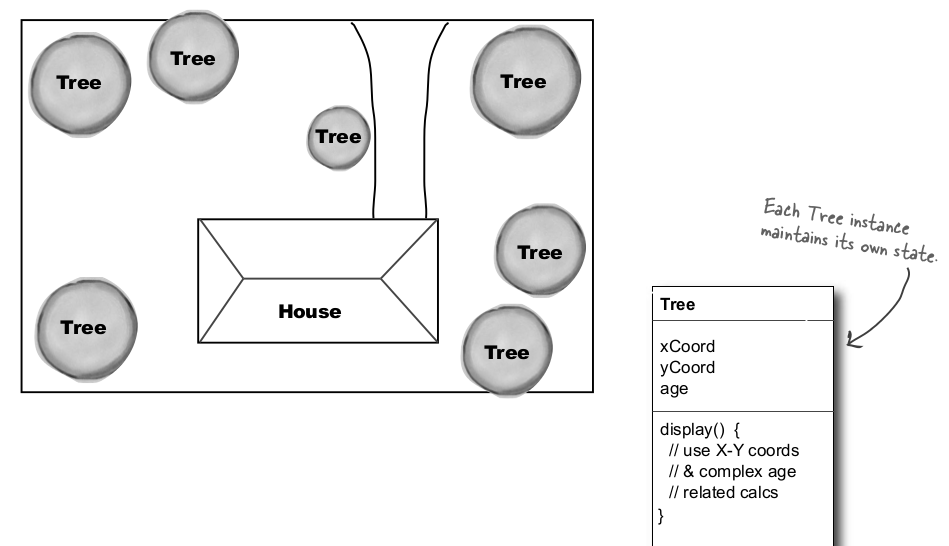 Tree
Tree
Tree
Tree
Tree
Tree
Tree
House
Each Tree instance
maintains its own state.
Tree
xCoord
yCoord
age
display() {
// use X-Y coords
// & complex age
// related calcs
}